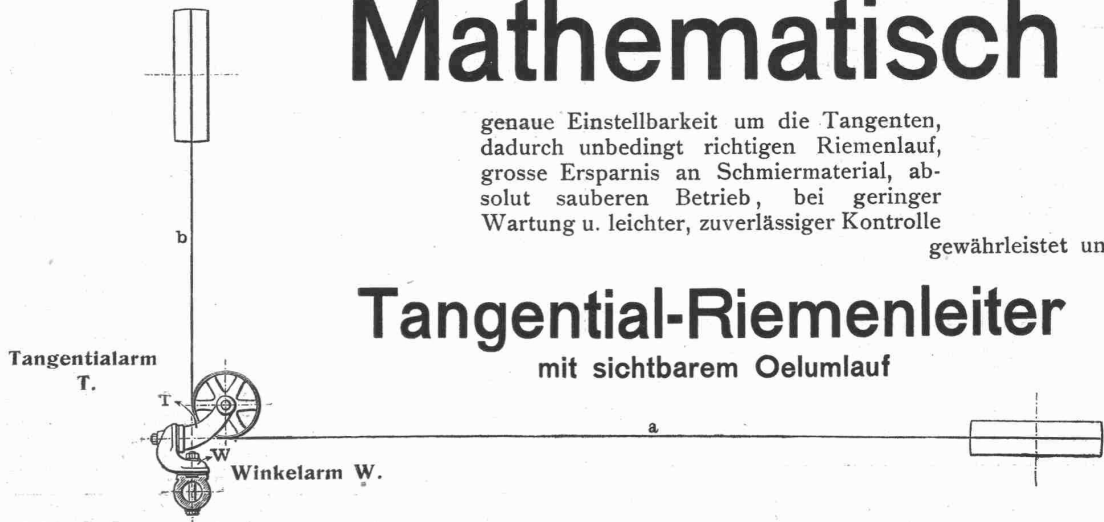 Mathematisch
genaue Einstellbarkeit um die Tangenten,
dadurch unbedingt richtigen Riemenlauf,
grosse Ersparnis an Schmiermaterial, ab-
solut sauberen Betrieb, bei geringer
Wartung u. leichter, zuverlässiger Kontrolle
gewährleistet un
b
Tangential-Riemenleiter
mit sichtbarem Oelumlauf
Tangentialarm
T.
T
a
W
Winkelarm W.